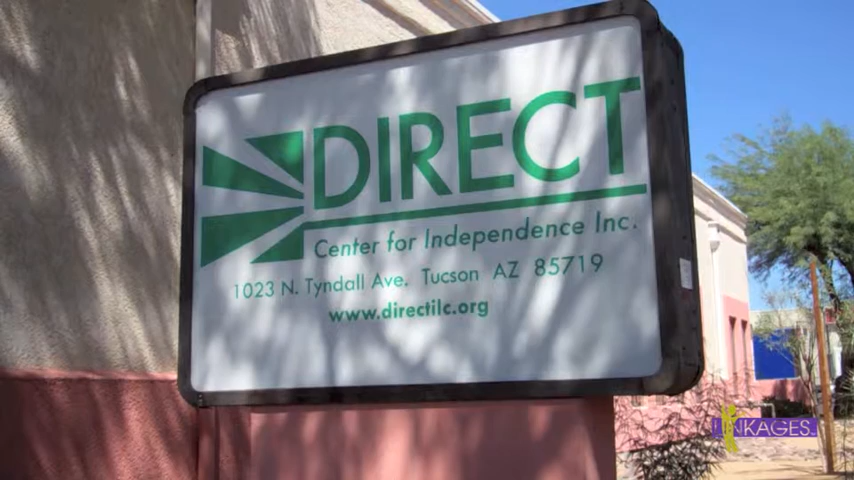 DIRECT
Center for Independence Inc.
1023 N. Tyndall Ave. Tucson AZ 85719
www.directilc.org
LINKAGES